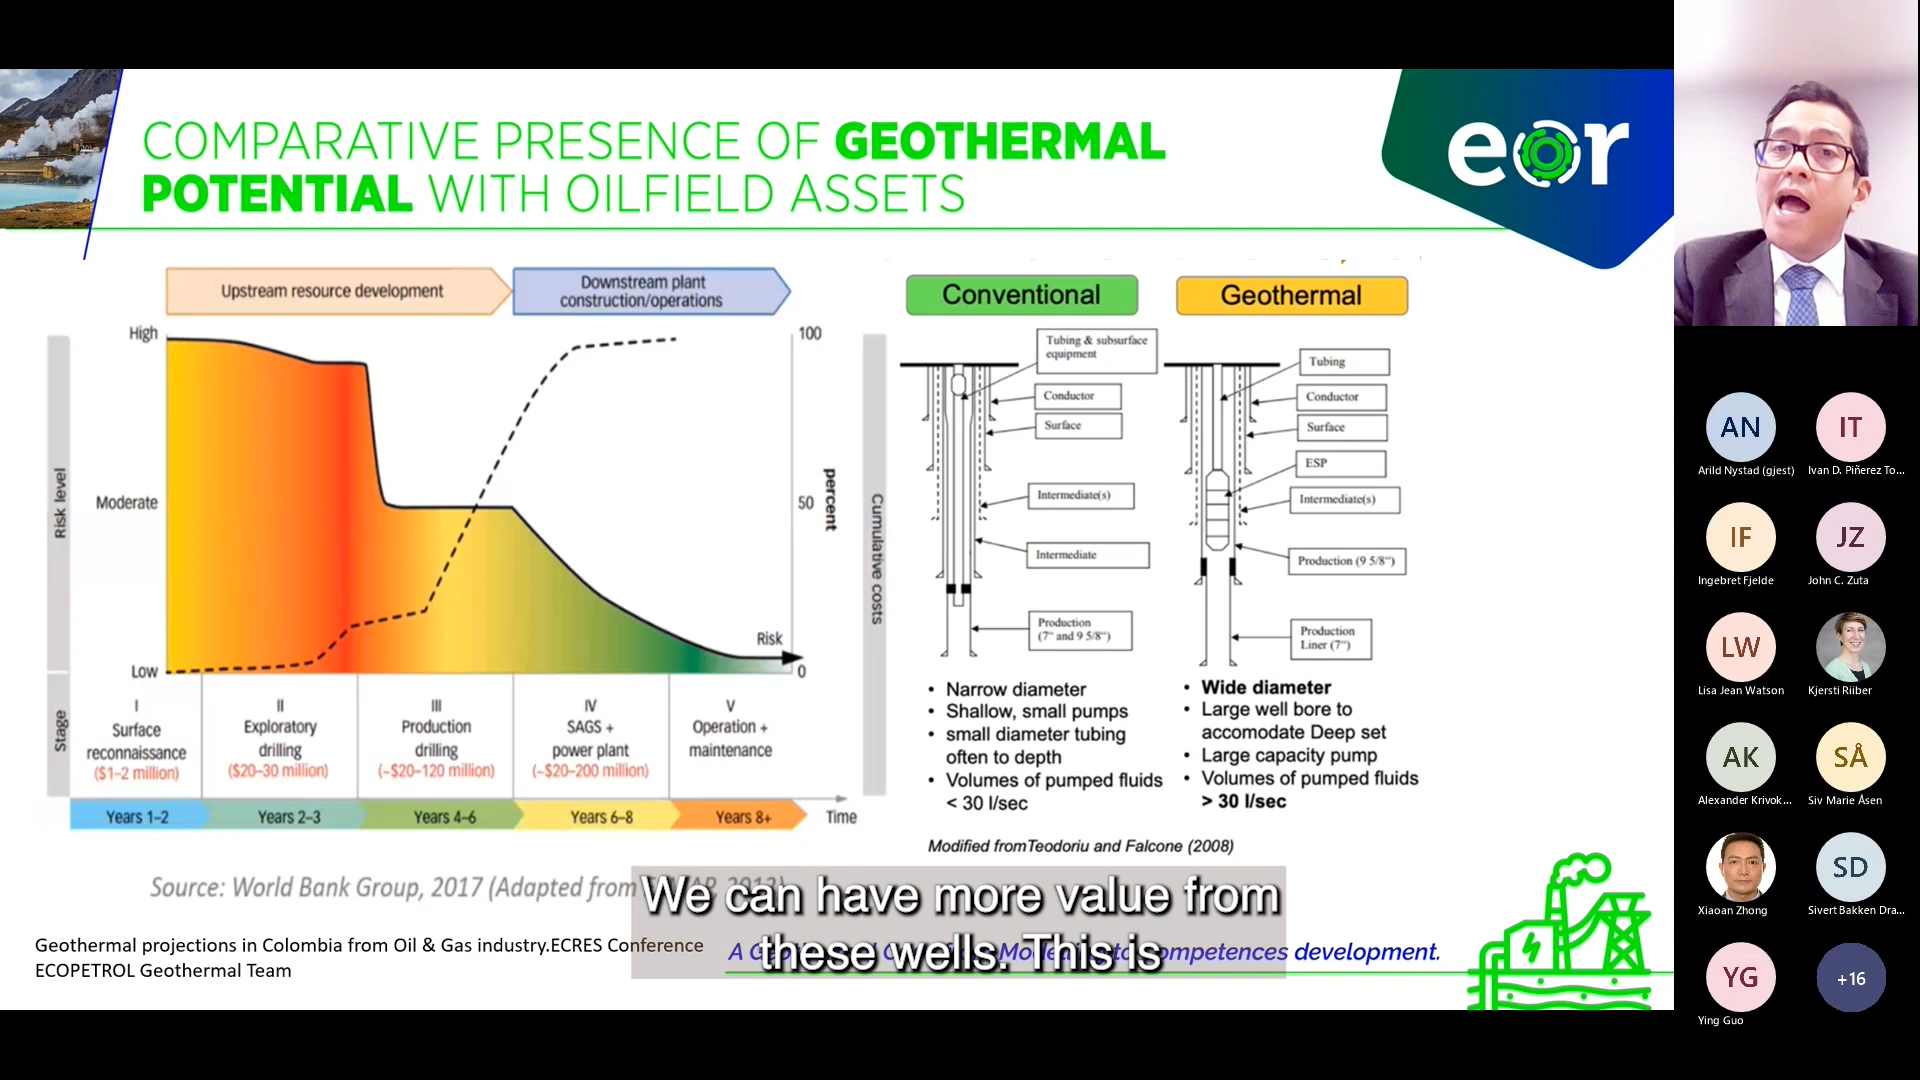 COMPARATIVE PRESENCE OF GEOTHERMAL
POTENTIAL WITH OILFIELD ASSETS
eor
Upstream resource development
Downstream plant
construction/operations
High
Moderate
Low
Risk level
100
50
0
percent
Cumulative costs
Risk
Stage
I
Surface
reconnaissance
($1–2 million)
II
Exploratory
drilling
($20–30 million)
III
Production
drilling
(~$20–120 million)
IV
SAGS +
power plant
(~$20–200 million)
V
Operation +
maintenance
Years 1–2
Years 2–3
Years 4–6
Years 6–8
Years 8+
Time
Conventional
Tubing & subsurface
equipment
Conductor
Surface
Intermediate(s)
Intermediate
Production
(7" and 9 5/8")
• Narrow diameter
• Shallow, small pumps
• small diameter tubing
often to depth
• Volumes of pumped fluids
< 30 l/sec
Geothermal
Tubing
Conductor
Surface
ESP
Intermediate(s)
Production (9 5/8")
Production
Liner (7")
• Wide diameter
• Large well bore to
accomodate Deep set
• Large capacity pump
• Volumes of pumped fluids
> 30 l/sec
Modified fromTeodoriu and Falcone (2008)
Source: World Bank Group, 2017 (Adapted from
We can have more value from
these wells. This is
Geothermal projections in Colombia from Oil & Gas industry.ECRES Conference
ECOPETROL Geothermal Team
A
competences development.
AN
Arild Nystad (gjest)
IT
Ivan D. Piñerez To...
IF
Ingebret Fjelde
JZ
John C. Zuta
LW
Lisa Jean Watson
Kjersti Riiber
AK
Alexander Krivok...
SÅ
Siv Marie Åsen
Xiaoan Zhong
SD
Sivert Bakken Dra...
YG
Ying Guo
+16